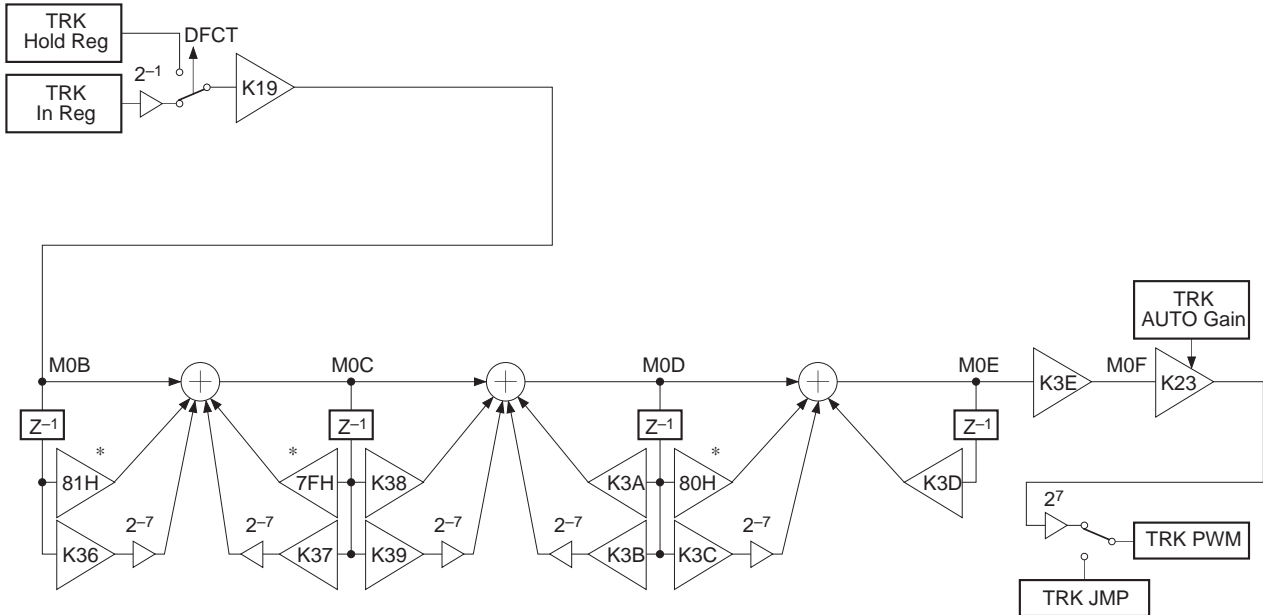 TRK
Hold Reg
DFCT
2–1
TRK
In Reg
K19
TRK
AUTO Gain
M0B
M0C
M0D
M0E
M0F
K3E
K23
Z–1
Z–1
Z–1
Z–1
*
*
*
81H
7FH
K38
K3A
80H
K3D
2–7
2–7
2–7
2–7
2–7
K36
K37
K39
K3B
K3C
27
TRK PWM
TRK JMP